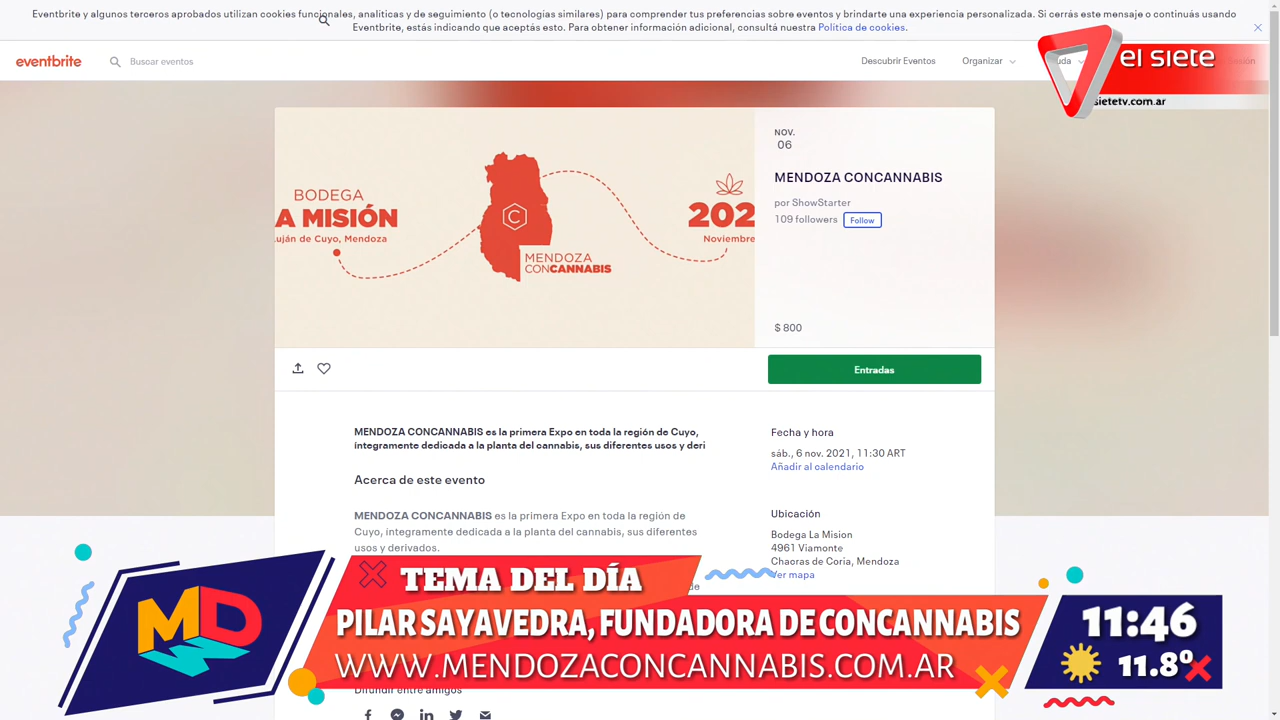 Eventbrite y algunos terceros aprobados utilizan cookies funcionales, analíticas y de seguimiento (o tecnologías similares) para comprender tus preferencias sobre eventos y brindarte una experiencia personalizada. Si cerrás este mensaje o continuás usando
Eventbrite, estás indicando que aceptás esto. Para obtener información adicional, consultá nuestra Política de cookies.
eventbrite
Buscar eventos
Descubrir Eventos
Organizar
el siete
sietetv.com.ar
BODEGA
A MISIÓN
uján de Cuyo, Mendoza
C
MENDOZA
CONCANNABIS
202
Noviembre
NOV.
06
MENDOZA CONCANNABIS
por ShowStarter
109 followers
Follow
$ 800
Entradas
MENDOZA CONCANNABIS es la primera Expo en toda la región de Cuyo,
íntegramente dedicada a la planta del cannabis, sus diferentes usos y deri
Acerca de este evento
MENDOZA CONCANNABIS es la primera Expo en toda la región de
Cuyo, íntegramente dedicada a la planta del cannabis, sus diferentes
usos y derivados.
Fecha y hora
sáb., 6 nov. 2021, 11:30 ART
Añadir al calendario
Ubicación
Bodega La Mision
4961 Viamonte
Chacras de Coria, Mendoza
Ver mapa
MD
TEMA DEL DÍA
PILAR SAYAVEDRA, FUNDADORA DE CONCANNABIS
WWW.MENDOZACONCANNABIS.COM.AR
11:46
11.8º
Difundir entre amigos